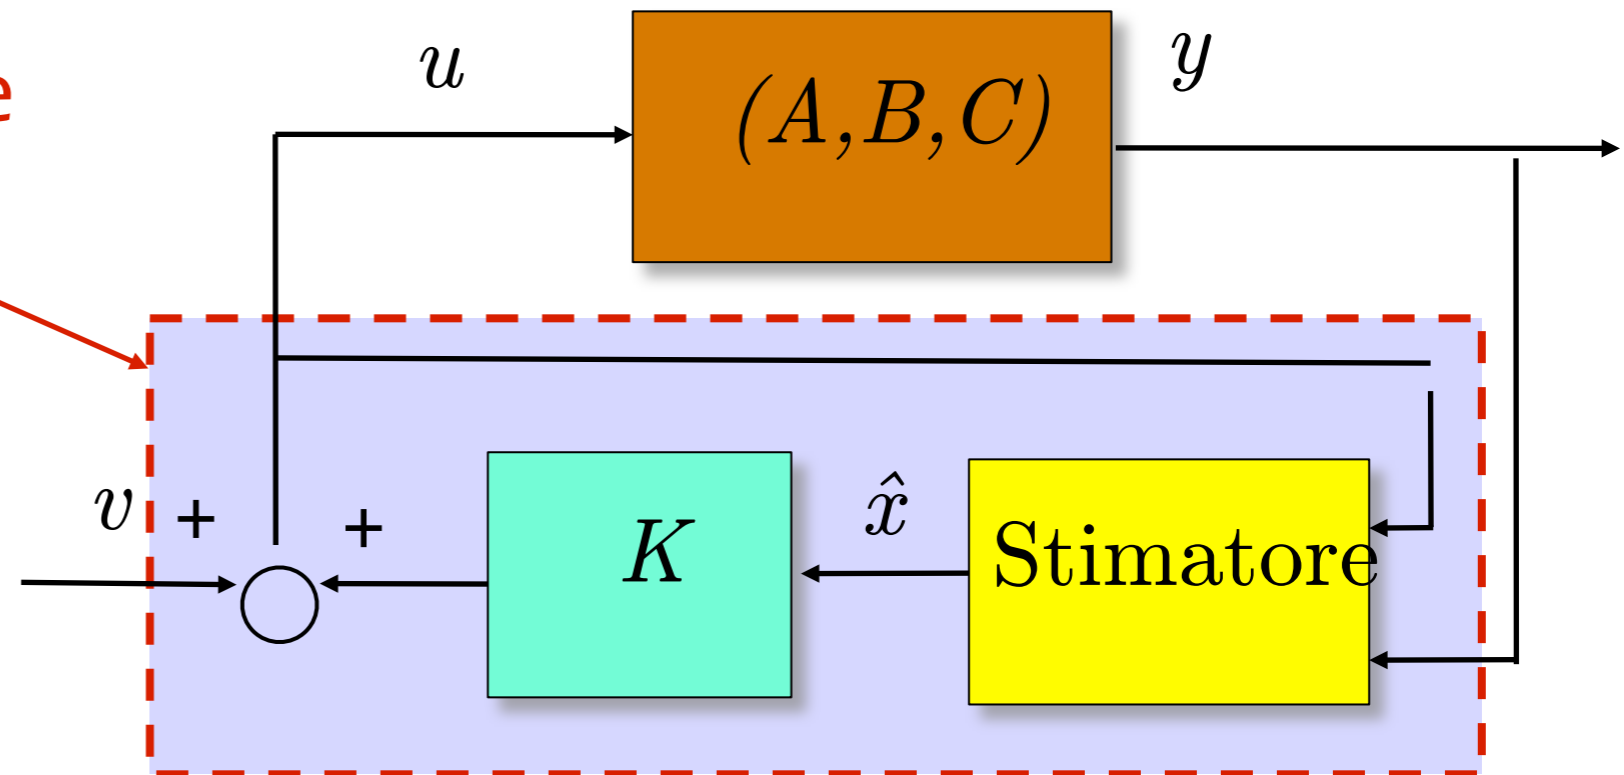 e
u
(A,B,C)
y
v
+
+
K
x̂
Stimatore